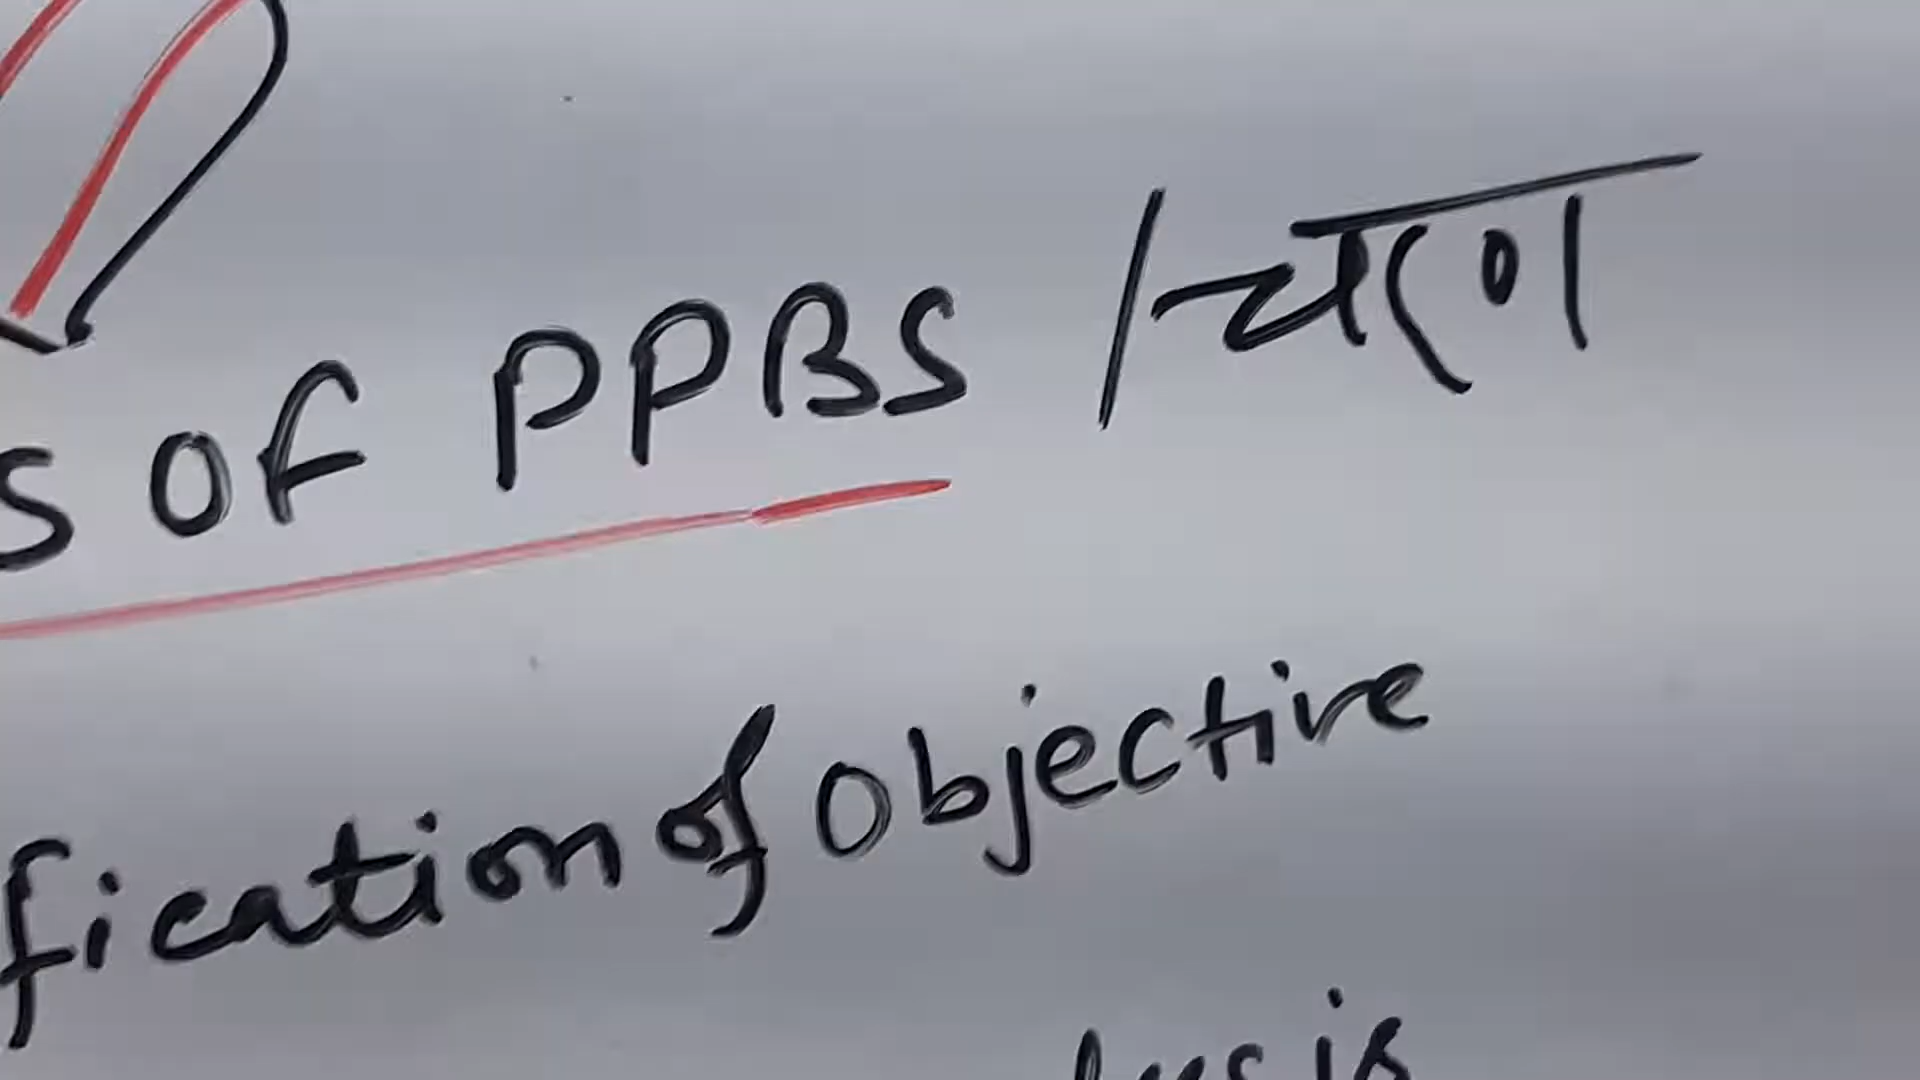 s of PPBS / चरण
fication of Objective